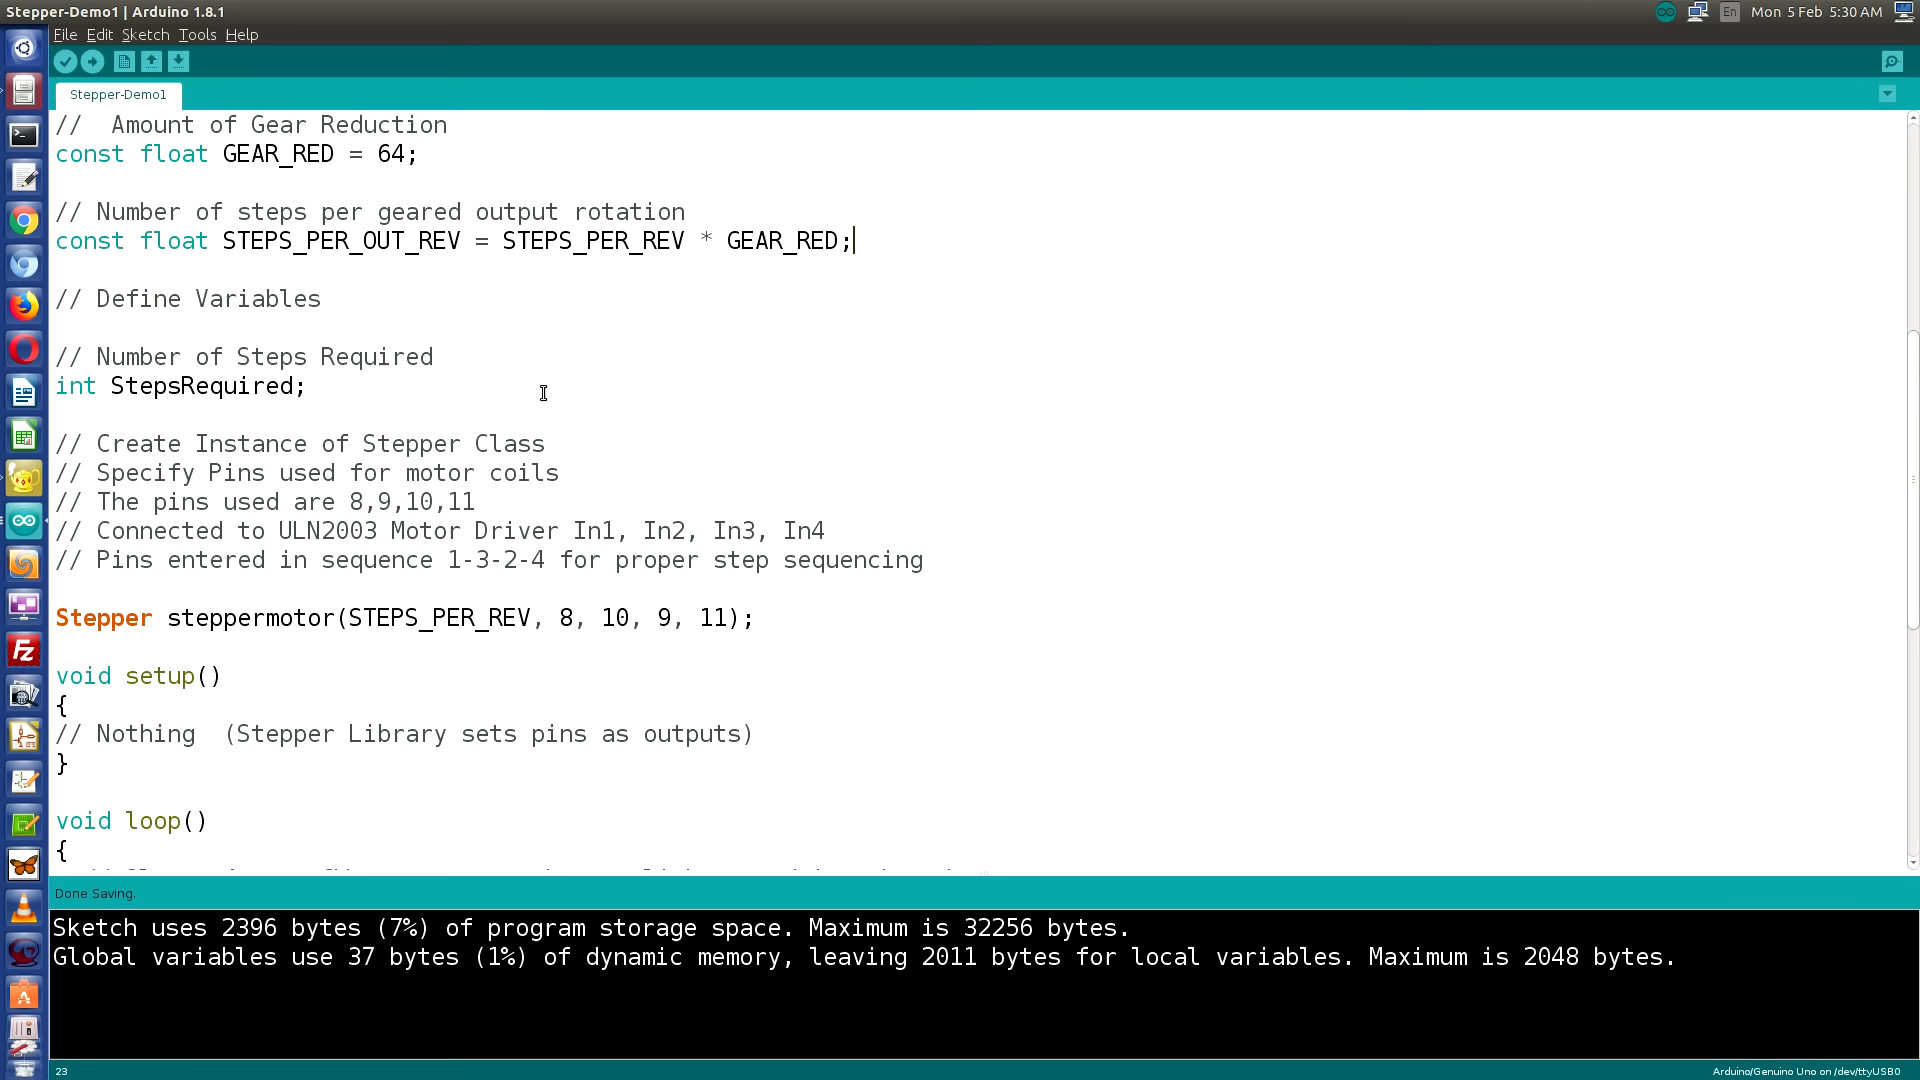 Stepper-Demo1 | Arduino 1.8.1
En Mon 5 Feb 5:30 AM
File Edit Sketch Tools Help
Stepper-Demo1
//  Amount of Gear Reduction
const float GEAR_RED = 64;
// Number of steps per geared output rotation
const float STEPS_PER_OUT_REV = STEPS_PER_REV * GEAR_RED;
// Define Variables
// Number of Steps Required
int StepsRequired;
// Create Instance of Stepper Class
// Specify Pins used for motor coils
// The pins used are 8,9,10,11
// Connected to ULN2003 Motor Driver In1, In2, In3, In4
// Pins entered in sequence 1-3-2-4 for proper step sequencing
Stepper steppermotor(STEPS_PER_REV, 8, 10, 9, 11);
void setup()
{
// Nothing  (Stepper Library sets pins as outputs)
}
void loop()
{
Done Saving.
Sketch uses 2396 bytes (7%) of program storage space. Maximum is 32256 bytes.
Global variables use 37 bytes (1%) of dynamic memory, leaving 2011 bytes for local variables. Maximum is 2048 bytes.
23
Arduino/Genuino Uno on /dev/ttyUSB0
Fz